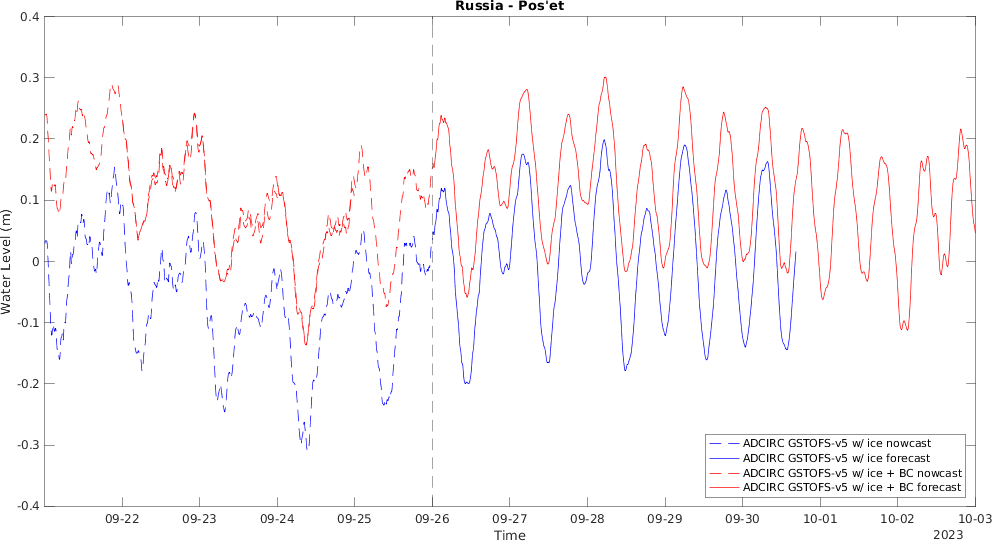 Russia - Pos'et
0.4
0.3
0.2
0.1
0
-0.1
-0.2
-0.3
-0.4
Water Level (m)
ADCIRC GSTOFS-v5 w/ ice nowcast
ADCIRC GSTOFS-v5 w/ ice forecast
ADCIRC GSTOFS-v5 w/ ice + BC nowcast
ADCIRC GSTOFS-v5 w/ ice + BC forecast
09-22 09-23 09-24 09-25 09-26 09-27 09-28 09-29 09-30 10-01 10-02 10-03
Time
2023